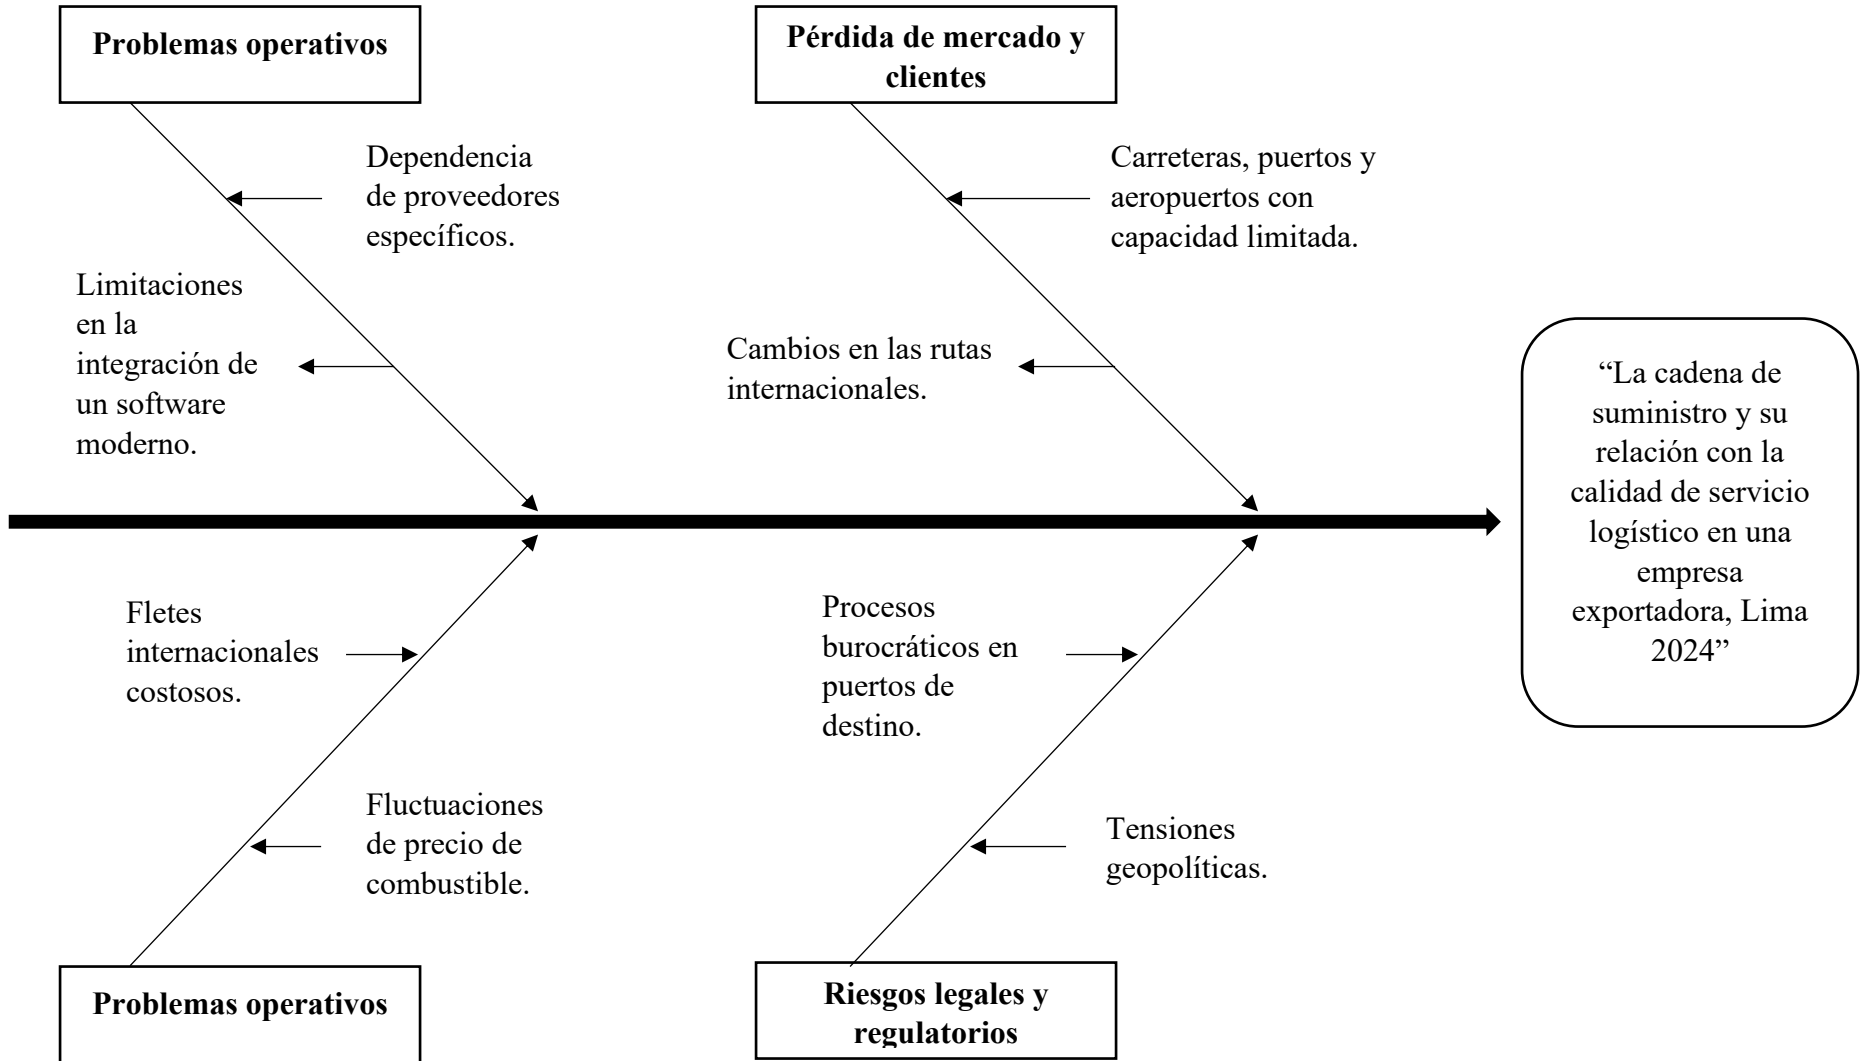 Problemas operativos
Pérdida de mercado y
clientes
Dependencia
de proveedores
específicos.
Carreteras, puertos y
aeropuertos con
capacidad limitada.
Limitaciones
en la
integración de
un software
moderno.
Cambios en las rutas
internacionales.
“La cadena de
suministro y su
relación con la
calidad de servicio
logístico en una
empresa
exportadora, Lima
2024”
Fletes
internacionales
costosos.
Procesos
burocráticos en
puertos de
destino.
Fluctuaciones
de precio de
combustible.
Tensiones
geopolíticas.
Problemas operativos
Riesgos legales y
regulatorios